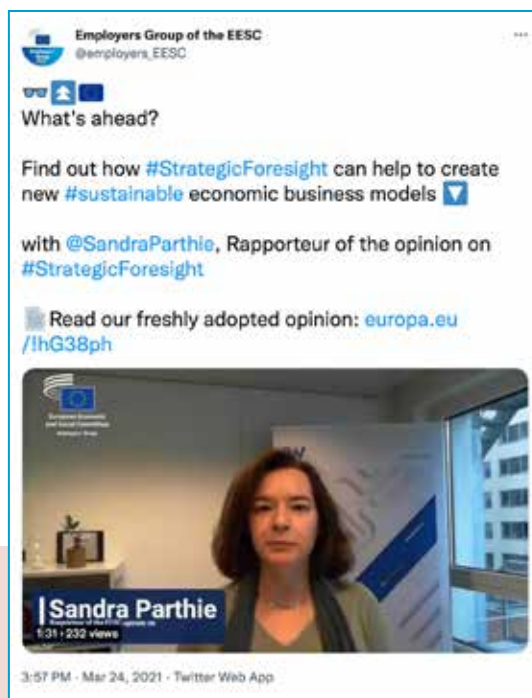 Employers Group of the EESC
@employers_EESC
What's ahead?
Find out how #StrategicForesight can help to create
new #sustainable economic business models
with @SandraParthie, Rapporteur of the opinion on
#StrategicForesight
Read our freshly adopted opinion: europa.eu
/!hG38ph
European Economic
and Social Committee
Sandra Parthie
1:31 · 232 views
3:57 PM · Mar 24, 2021 · Twitter Web App